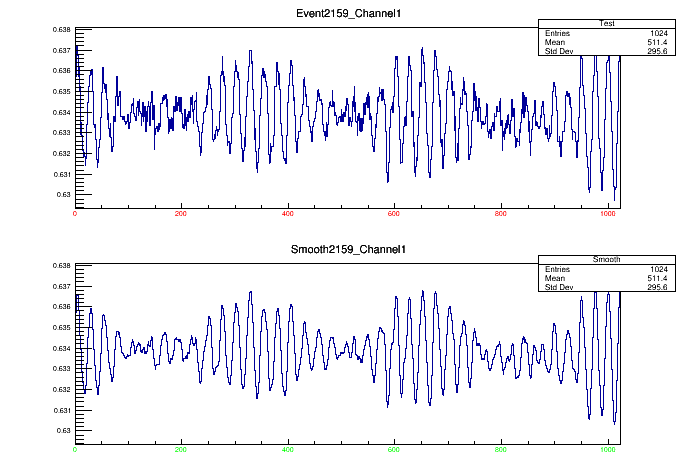 Event2159_Channel1
Test
Entries 1024
Mean 511.4
Std Dev 295.6
0.638
0.637
0.636
0.635
0.634
0.633
0.632
0.631
0.63
0 200 400 600 800 1000
Smooth2159_Channel1
Smooth
Entries 1024
Mean 511.4
Std Dev 295.6
0.638
0.637
0.636
0.635
0.634
0.633
0.632
0.631
0.63
0 200 400 600 800 1000